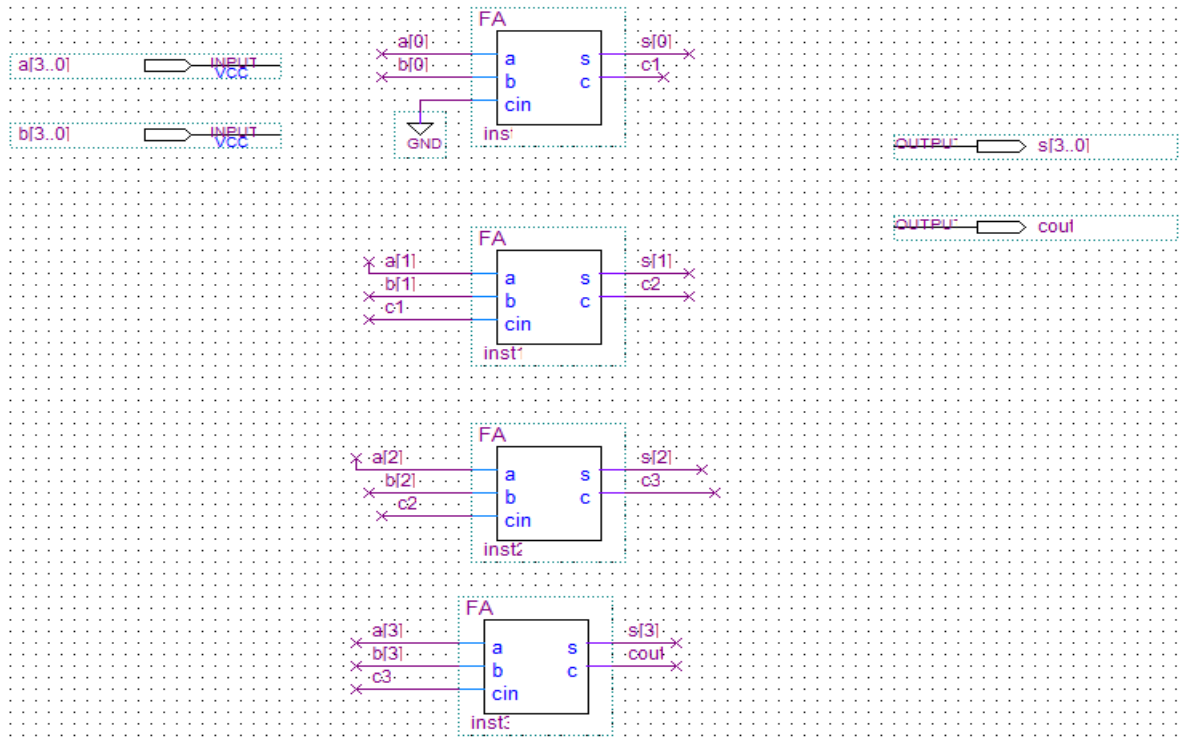 a[3..0]
INPUT
VCC
b[3..0]
INPUT
VCC
FA
a[0]
b[0]
a
b
cin
s
c
s[0]
c1
GND
inst
OUTPUT
s[3..0]
OUTPUT
cout
FA
a[1]
b[1]
c1
a
b
cin
s
c
s[1]
c2
inst1
FA
a[2]
b[2]
c2
a
b
cin
s
c
s[2]
c3
inst2
FA
a[3]
b[3]
c3
a
b
cin
s
c
s[3]
cout
inst3